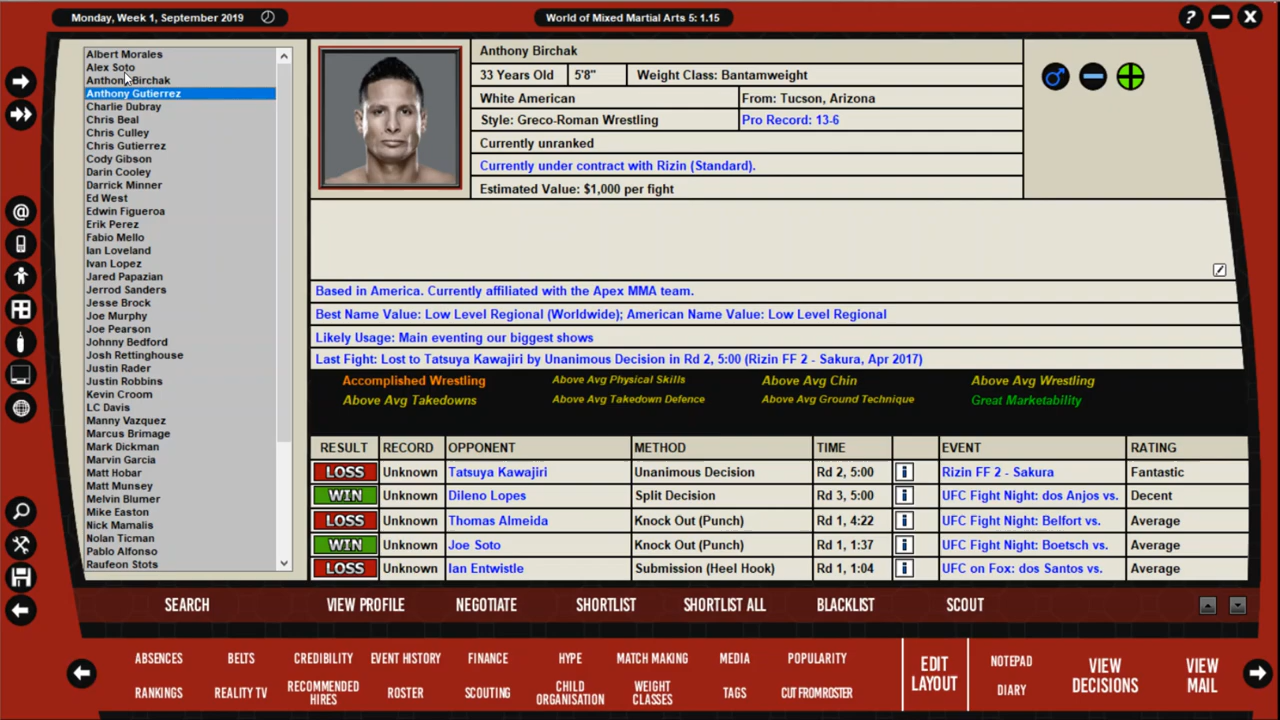 Monday, Week 1, September 2019
World of Mixed Martial Arts 5: 1.15
?
X
@
Albert Morales
Alex Soto
Anthony Birchak
Anthony Gutierrez
Charlie Dubray
Chris Beal
Chris Culley
Chris Gutierrez
Cody Gibson
Darin Cooley
Darrick Minner
Ed West
Edwin Figueroa
Erik Perez
Fabio Mello
Ian Loveland
Ivan Lopez
Jared Papazian
Jerrod Sanders
Jesse Brock
Joe Murphy
Joe Pearson
Johnny Bedford
Josh Rettinghouse
Justin Rader
Justin Robbins
Kevin Croom
LC Davis
Manny Vazquez
Marcus Brimage
Mark Dickman
Marvin Garcia
Matt Hobar
Matt Munsey
Melvin Blumer
Mike Easton
Nick Mamalis
Nolan Ticman
Pablo Alfonso
Raufeon Stots
Anthony Birchak
33 Years Old 5'8" Weight Class: Bantamweight
White American From: Tucson, Arizona
Style: Greco-Roman Wrestling Pro Record: 13-6
Currently unranked
Currently under contract with Rizin (Standard).
Estimated Value: $1,000 per fight
Based in America. Currently affiliated with the Apex MMA team.
Best Name Value: Low Level Regional (Worldwide); American Name Value: Low Level Regional
Likely Usage: Main eventing our biggest shows
Last Fight: Lost to Tatsuya Kawajiri by Unanimous Decision in Rd 2, 5:00 (Rizin FF 2 - Sakura, Apr 2017)
Accomplished Wrestling Above Avg Physical Skills Above Avg Chin Above Avg Wrestling
Above Avg Takedowns Above Avg Takedown Defence Above Avg Ground Technique Great Marketability
RESULT RECORD OPPONENT METHOD TIME EVENT RATING
LOSS Unknown Tatsuya Kawajiri Unanimous Decision Rd 2, 5:00 i Rizin FF 2 - Sakura Fantastic
WIN Unknown Dileno Lopes Split Decision Rd 3, 5:00 i UFC Fight Night: dos Anjos vs. Decent
LOSS Unknown Thomas Almeida Knock Out (Punch) Rd 1, 4:22 i UFC Fight Night: Belfort vs. Average
WIN Unknown Joe Soto Knock Out (Punch) Rd 1, 1:37 i UFC Fight Night: Boetsch vs. Average
LOSS Unknown Ian Entwistle Submission (Heel Hook) Rd 1, 1:04 i UFC on Fox: dos Santos vs. Average
SEARCH VIEW PROFILE NEGOTIATE SHORTLIST SHORTLIST ALL BLACKLIST SCOUT
ABSENCES BELTS CREDIBILITY EVENT HISTORY FINANCE HYPE MATCH MAKING MEDIA POPULARITY
RANKINGS REALITY TV RECOMMENDED HIRES ROSTER SCOUTING CHILD ORGANISATION WEIGHT CLASSES TAGS CUT FROM ROSTER
EDIT LAYOUT
NOTEPAD
DIARY
VIEW DECISIONS
VIEW MAIL